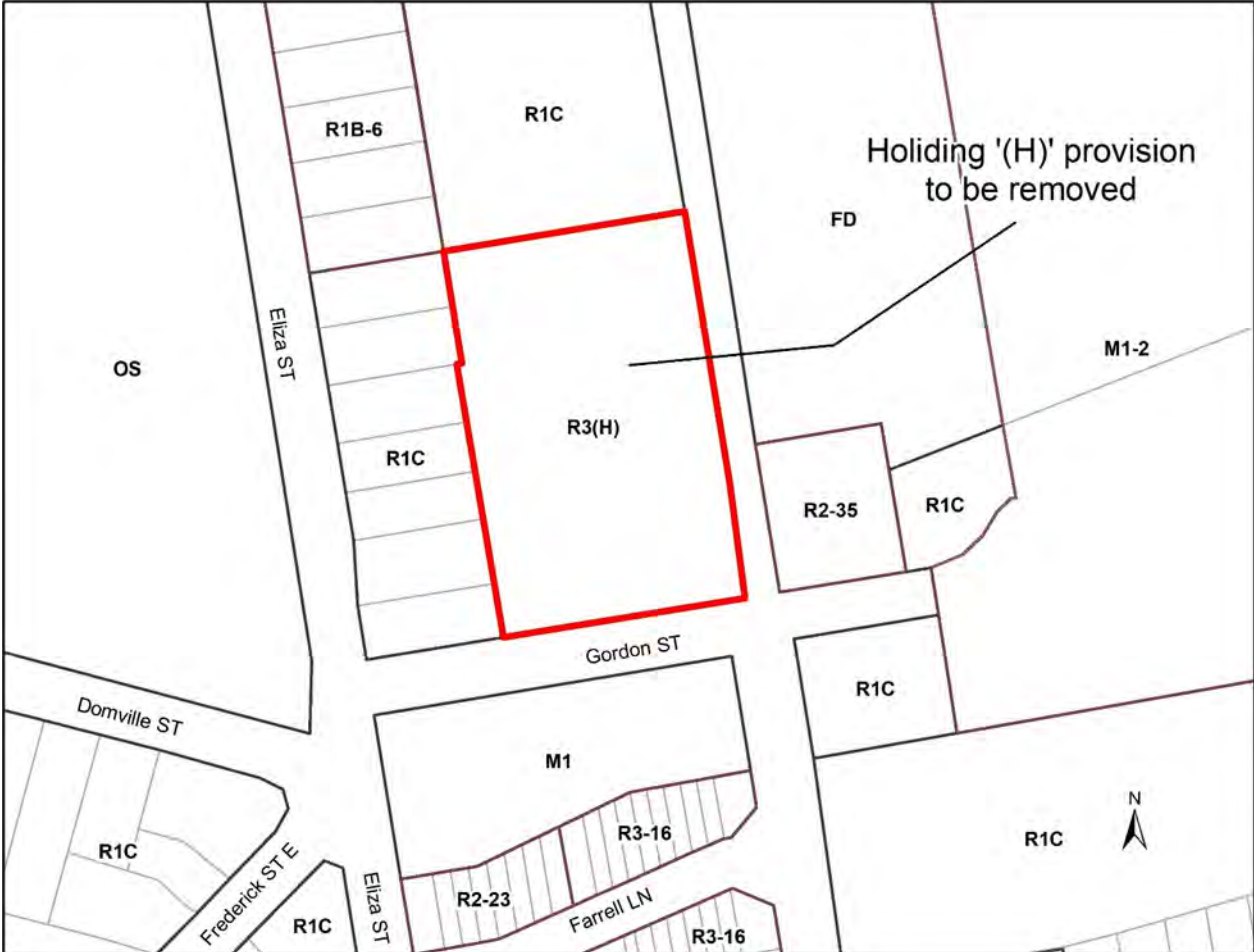 R1B-6
R1C
Holiding '(H)' provision
to be removed
FD
Eliza ST
OS
M1-2
R3(H)
R1C
R2-35
R1C
Gordon ST
R1C
Domville ST
M1
R3-16
R1C
R1C
R2-23
Frederick ST E
Eliza ST
Farrell LN
R1C
R3-16
N